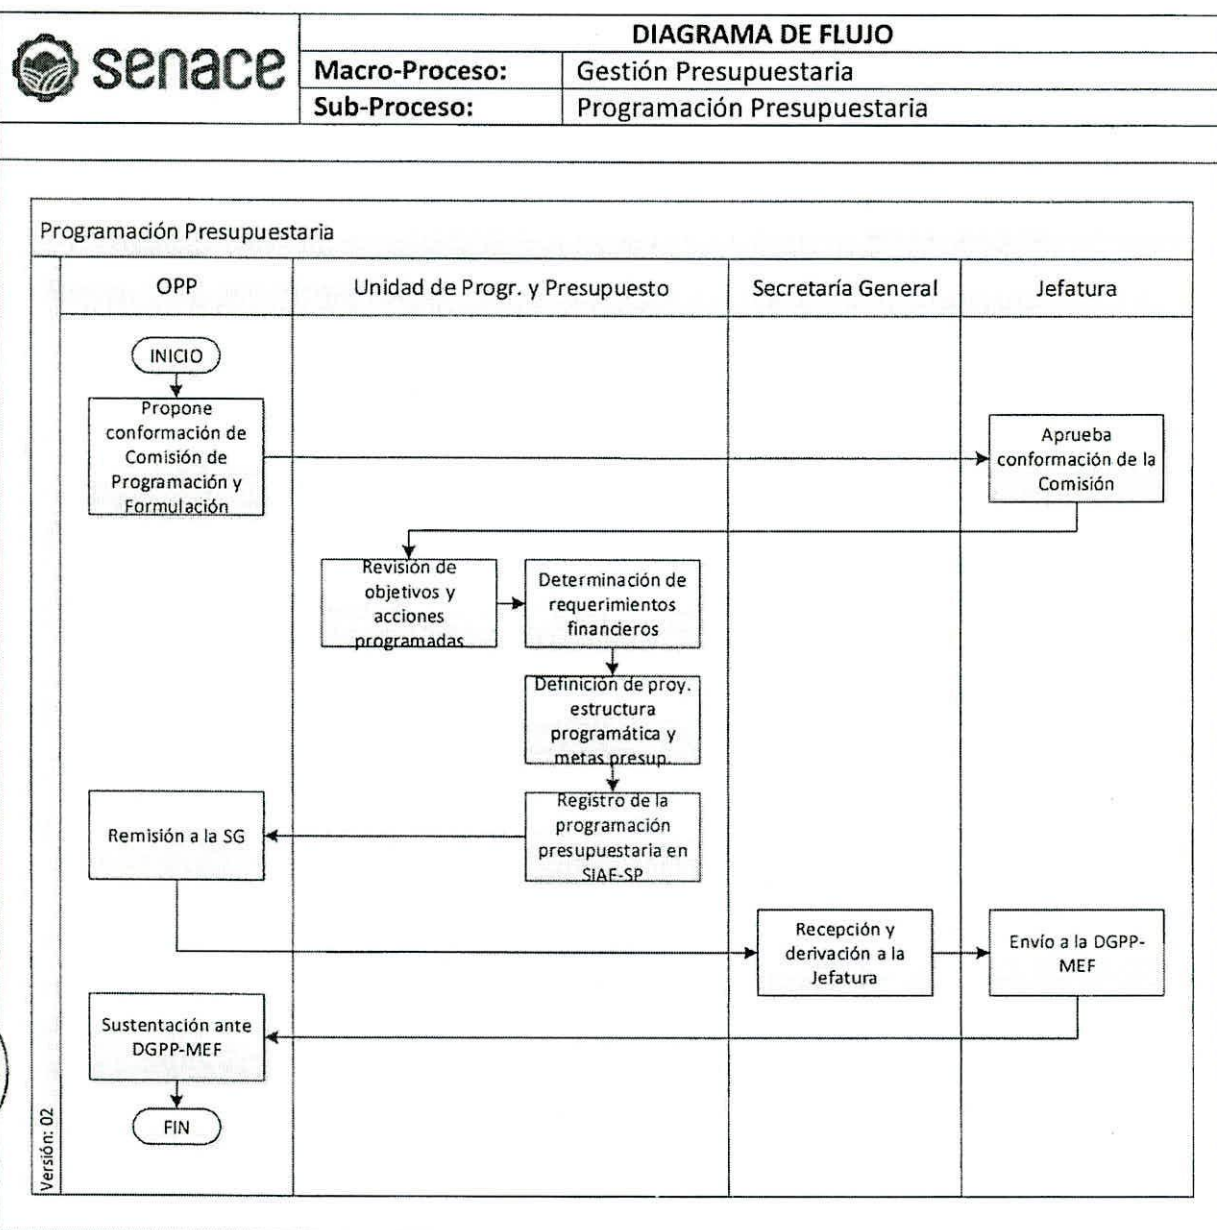 senace
DIAGRAMA DE FLUJO
Macro-Proceso:
Gestión Presupuestaria
Sub-Proceso:
Programación Presupuestaria
Programación Presupuestaria
OPP
Unidad de Progr. y Presupuesto
Secretaría General
Jefatura
INICIO
Propone
conformación de
Comisión de
Programación y
Formulación
Aprueba
conformación de la
Comisión
Revisión de
objetivos y
acciones
programadas
Determinación de
requerimientos
financieros
Definición de proy.
estructura
programática y
metas presup.
Registro de la
programación
presupuestaria en
SIAF-SP
Remisión a la SG
Recepción y
derivación a la
Jefatura
Envío a la DGPP-
MEF
Sustentación ante
DGPP-MEF
FIN
Versión: 02